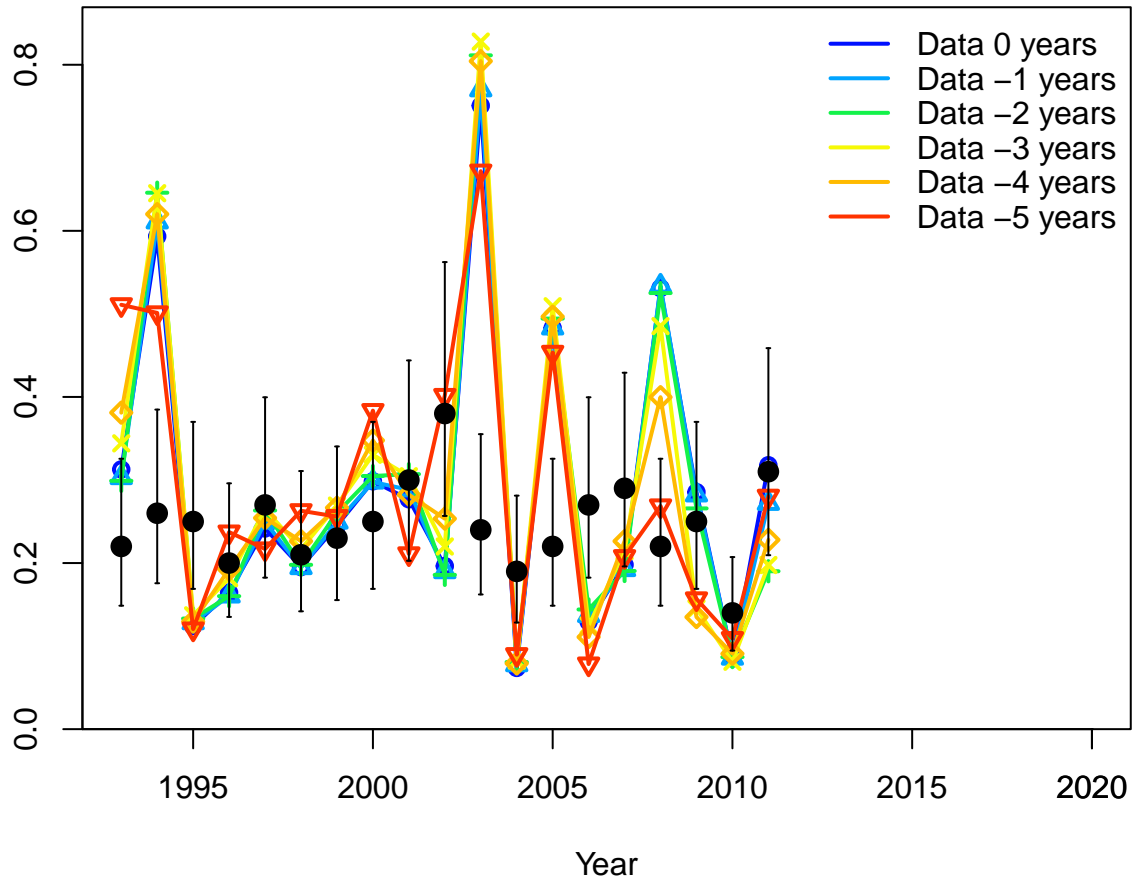 0.8
0.6
0.4
0.2
0.0
Data 0 years
Data −1 years
Data −2 years
Data −3 years
Data −4 years
Data −5 years
1995 2000 2005 2010 2015 2020
Year